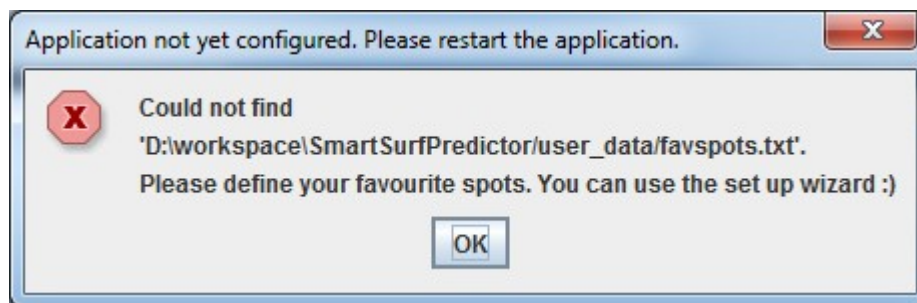 Application not yet configured. Please restart the application.
Could not find
'D:\workspace\SmartSurfPredictor/user_data/favspots.txt'.
Please define your favourite spots. You can use the set up wizard :)
OK